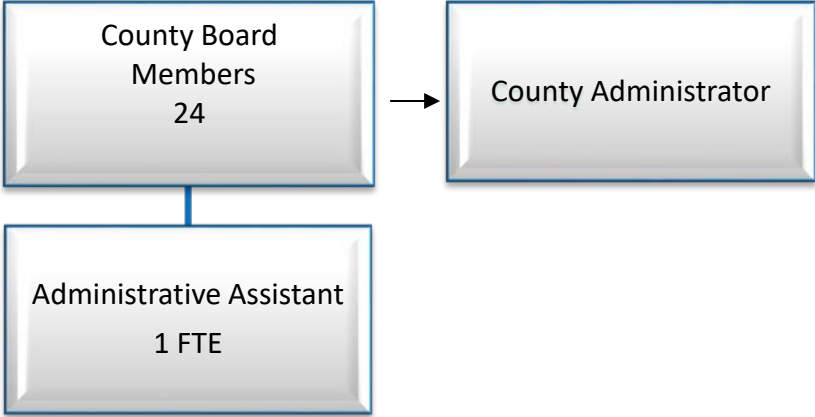 County Board
Members
24
County Administrator
Administrative Assistant
1 FTE